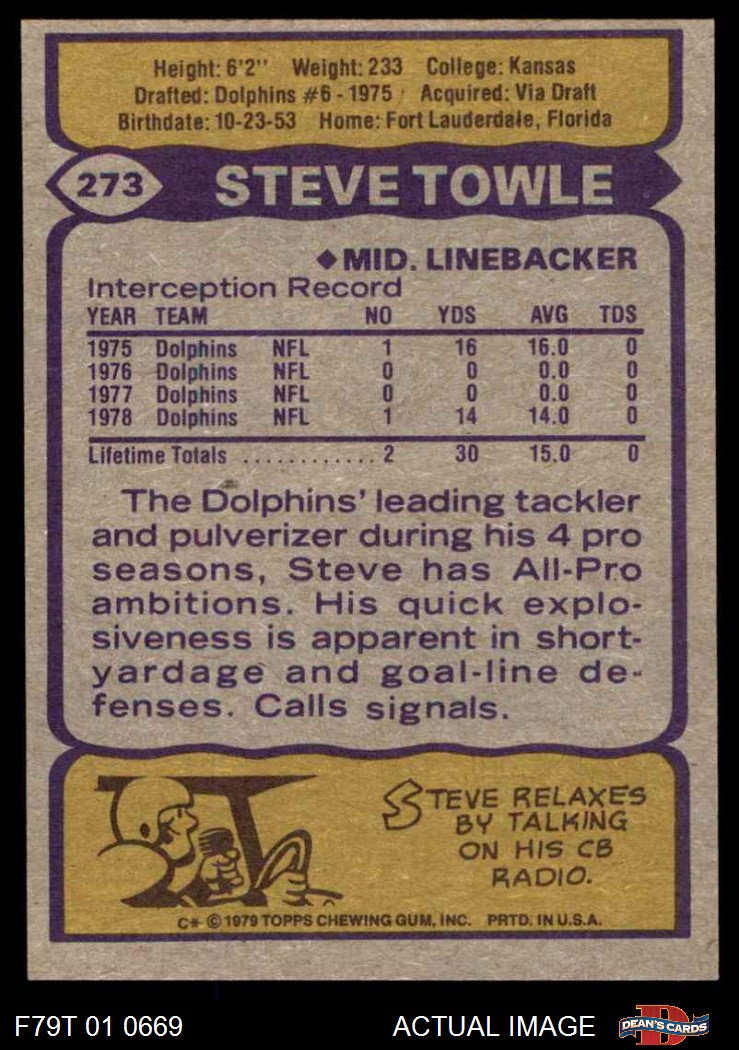 Height: 6'2" Weight: 233 College: Kansas
Drafted: Dolphins #6 - 1975 Acquired: Via Draft
Birthdate: 10-23-53 Home: Fort Lauderdale, Florida
273 STEVE TOWLE
◆ MID. LINEBACKER
Interception Record
YEAR TEAM NO YDS AVG TDS
1975 Dolphins NFL 1 16 16.0 0
1976 Dolphins NFL 0 0 0.0 0
1977 Dolphins NFL 0 0 0.0 0
1978 Dolphins NFL 1 14 14.0 0
Lifetime Totals ............ 2 30 15.0 0
The Dolphins' leading tackler
and pulverizer during his 4 pro
seasons, Steve has All-Pro
ambitions. His quick explo-
siveness is apparent in short-
yardage and goal-line de-
fenses. Calls signals.
STEVE RELAXES
BY TALKING
ON HIS CB
RADIO.
C* © 1979 TOPPS CHEWING GUM, INC. PRTD. IN U.S.A.
F79T 01 0669 ACTUAL IMAGE D DEAN'S CARDS